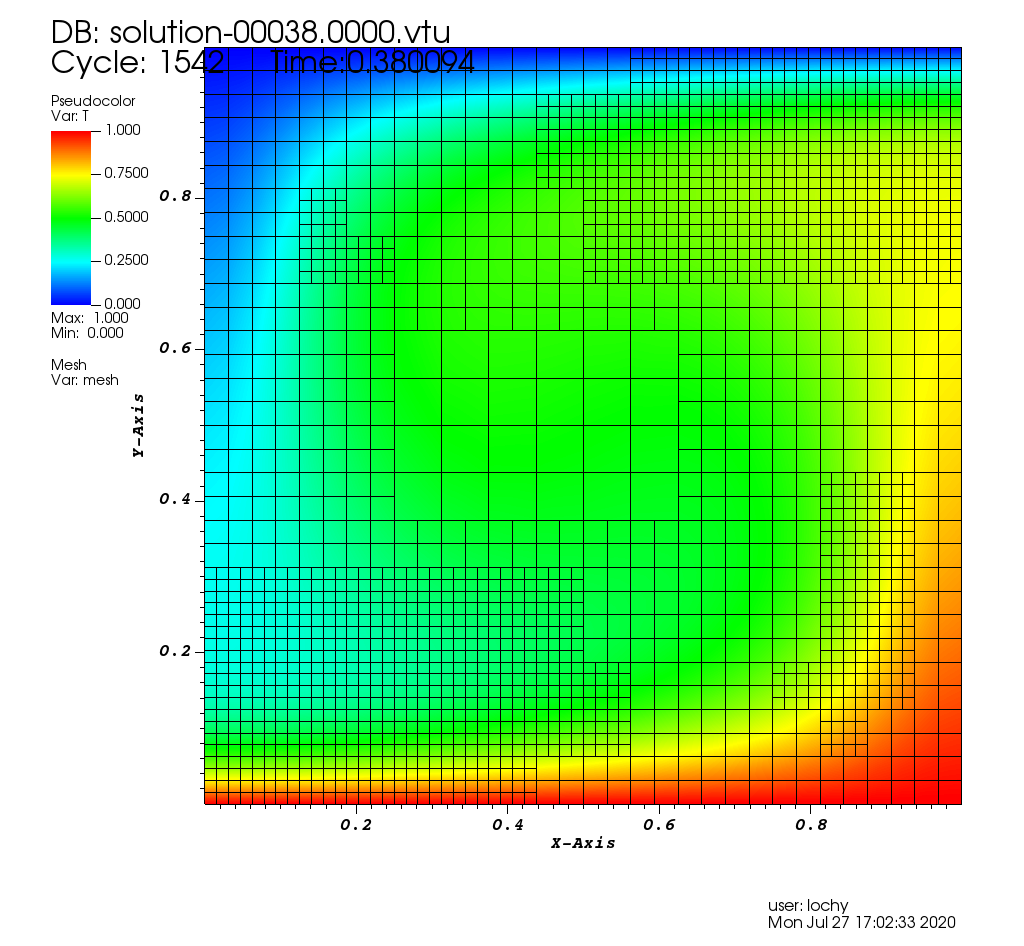 DB: solution-00038.0000.vtu
Cycle: 1542 Time:0.380094
Pseudocolor
Var: T
1.000
0.7500
0.5000
0.2500
0.000
Max: 1.000
Min: 0.000
Mesh
Var: mesh
0.8
0.6
0.4
0.2
Y-Axis
0.2 0.4 0.6 0.8
X-Axis
user: lochy
Mon Jul 27 17:02:33 2020